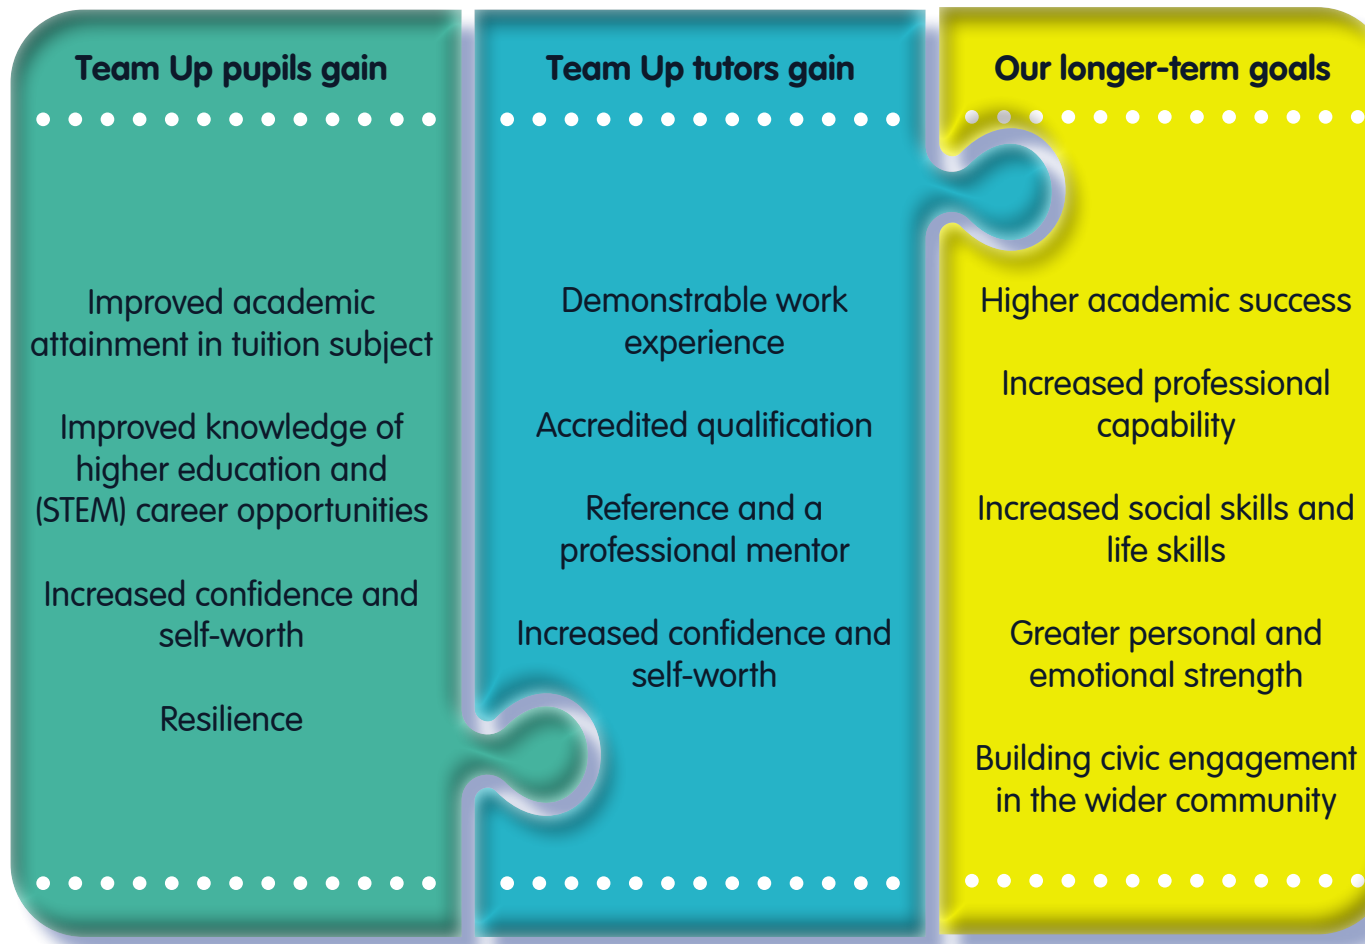 Team Up pupils gain
Improved academic
attainment in tuition subject
Improved knowledge of
higher education and
(STEM) career opportunities
Increased confidence and
self-worth
Resilience
Team Up tutors gain
Demonstrable work
experience
Accredited qualification
Reference and a
professional mentor
Increased confidence and
self-worth
Our longer-term goals
Higher academic success
Increased professional
capability
Increased social skills and
life skills
Greater personal and
emotional strength
Building civic engagement
in the wider community